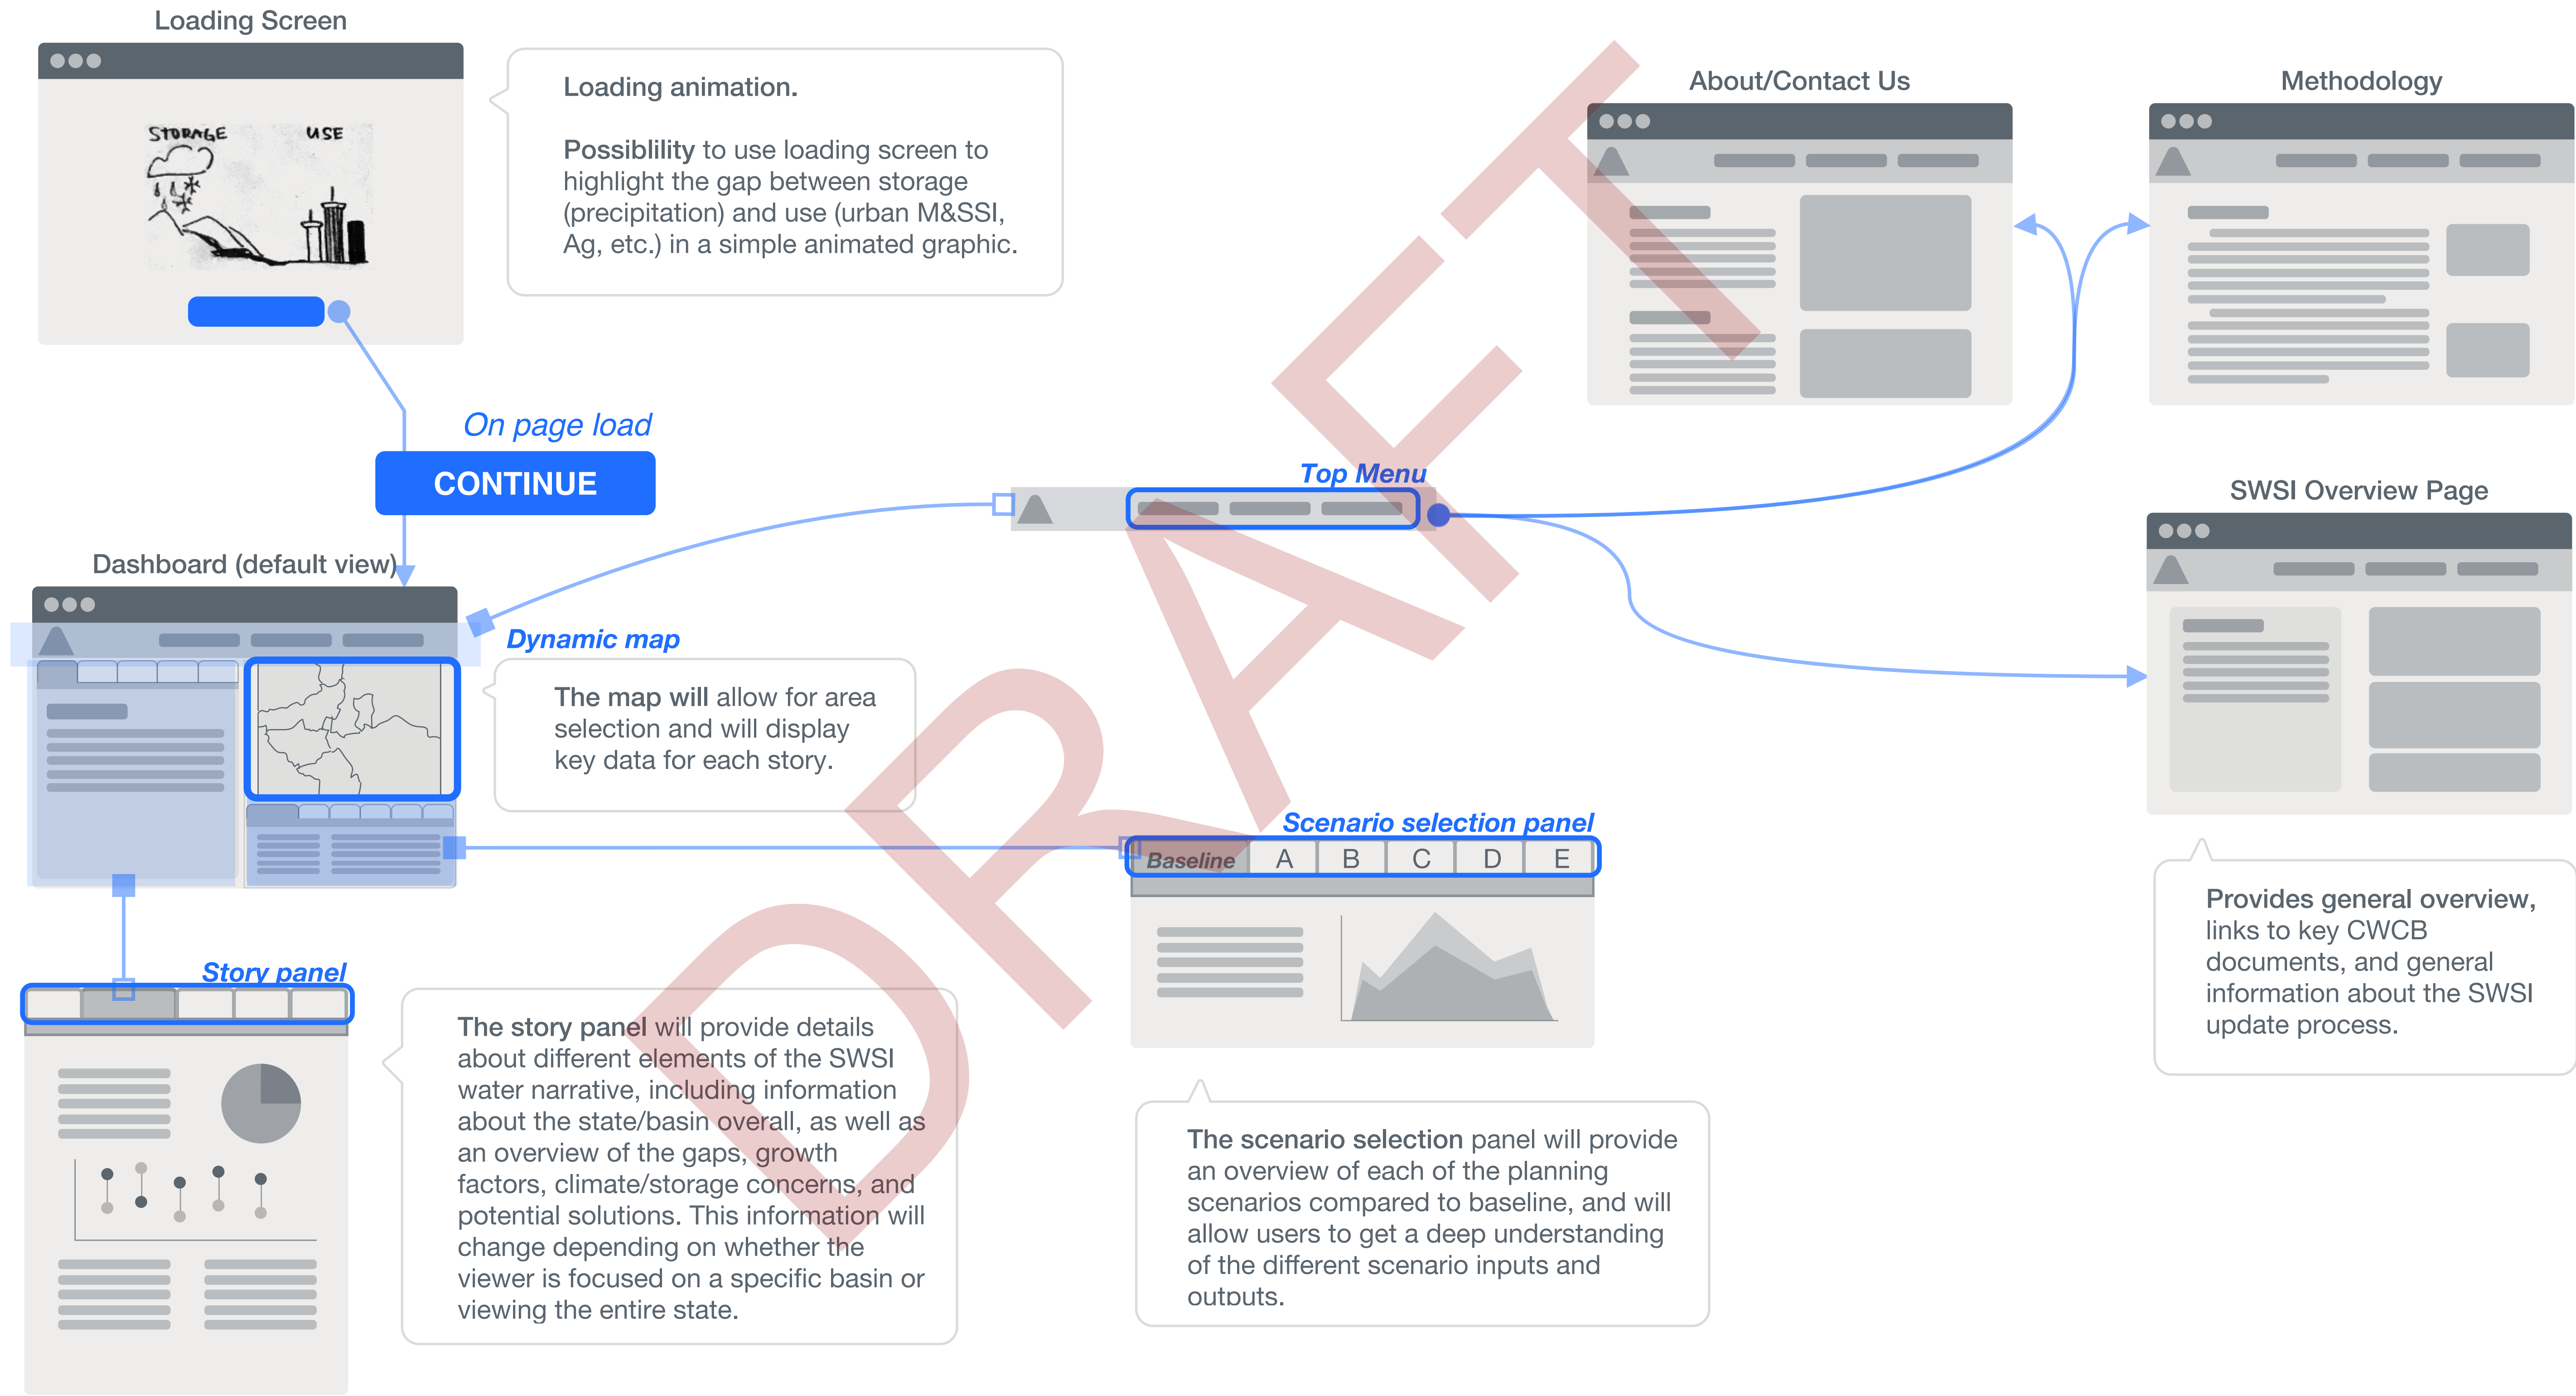 Loading Screen
STORAGE USE
Loading animation.
Possiblility to use loading screen to
highlight the gap between storage
(precipitation) and use (urban M&SSI,
Ag, etc.) in a simple animated graphic.
About/Contact Us
Methodology
On page load
CONTINUE
Top Menu
SWSI Overview Page
Dashboard (default view)
Dynamic map
The map will allow for area
selection and will display
key data for each story.
Scenario selection panel
Baseline A B C D E
Provides general overview,
links to key CWCB
documents, and general
information about the SWSI
update process.
Story panel
The story panel will provide details
about different elements of the SWSI
water narrative, including information
about the state/basin overall, as well as
an overview of the gaps, growth
factors, climate/storage concerns, and
potential solutions. This information will
change depending on whether the
viewer is focused on a specific basin or
viewing the entire state.
The scenario selection panel will provide
an overview of each of the planning
scenarios compared to baseline, and will
allow users to get a deep understanding
of the different scenario inputs and
outputs.
DRAFT